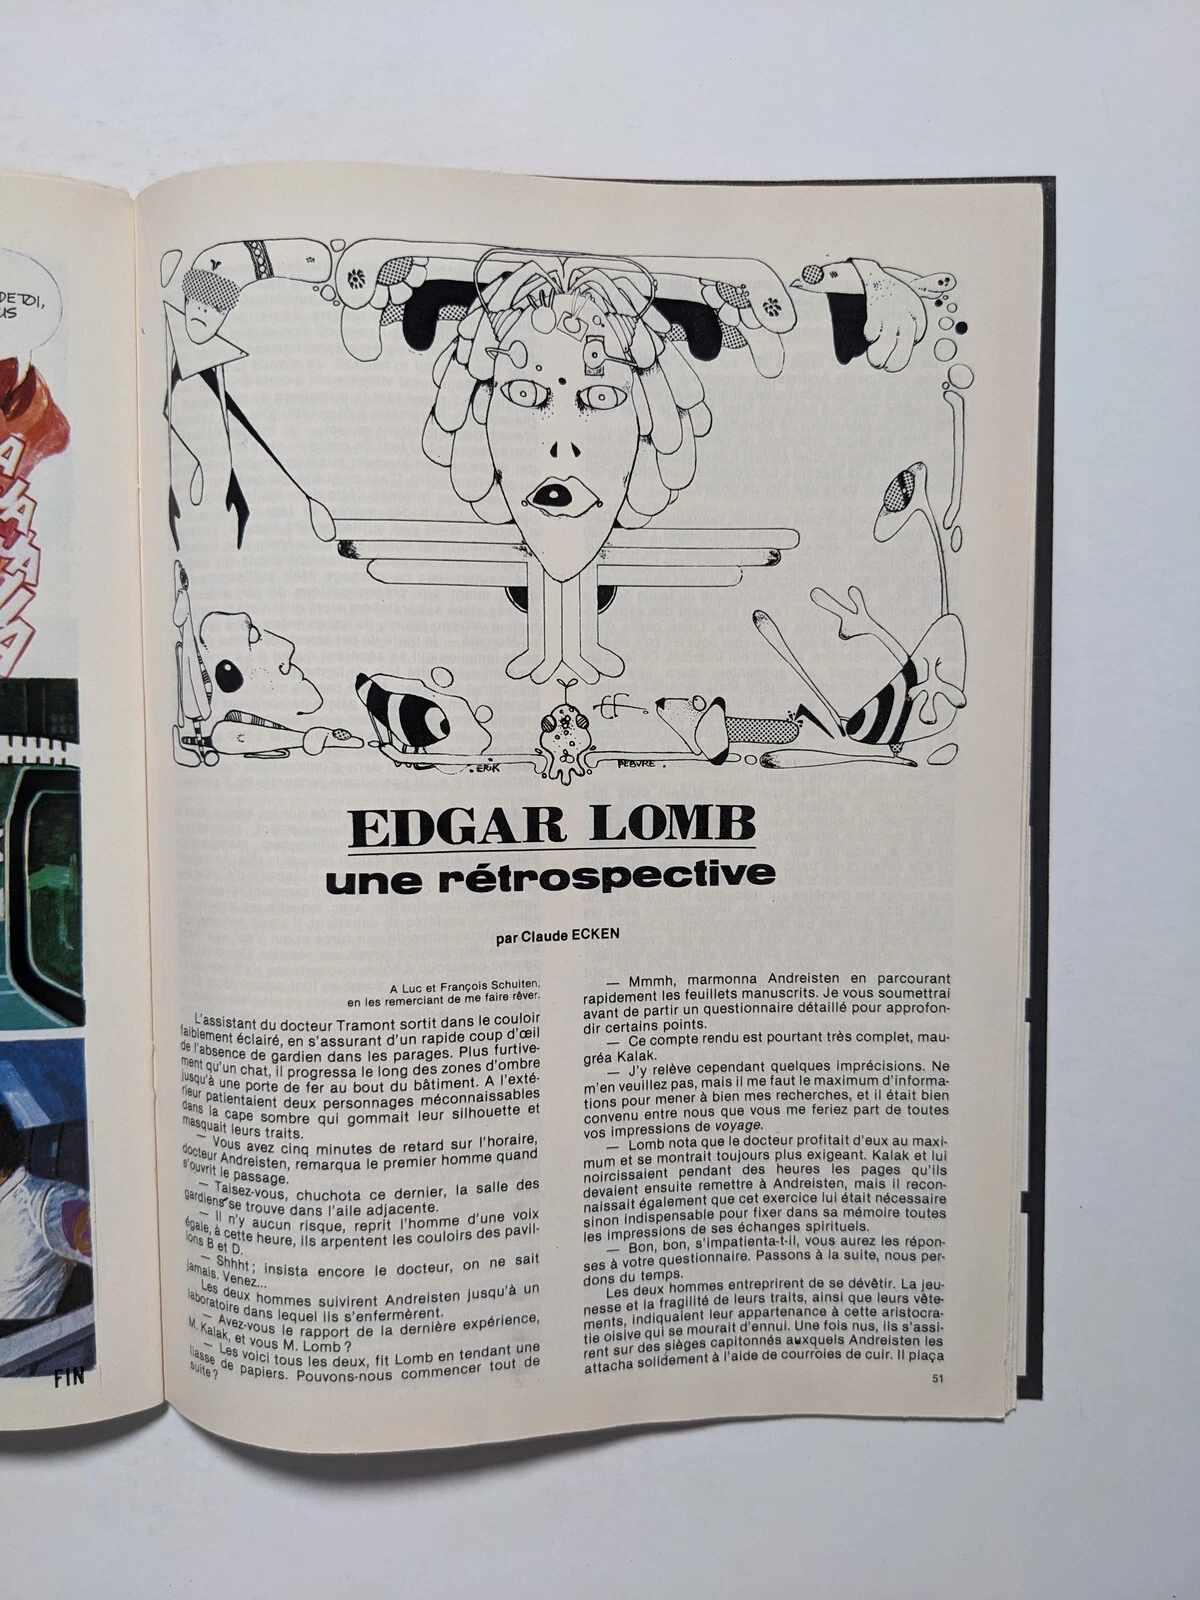 DE TOI,
US
FIN
. ERIK
FEBVRE .
EDGAR LOMB
une rétrospective
par Claude ECKEN
A Luc et François Schuiten,
en les remerciant de me faire rêver.
L'assistant du docteur Tramont sortit dans le couloir
faiblement éclairé, en s'assurant d'un rapide coup d'œil
de l'absence de gardien dans les parages. Plus furtive-
ment qu'un chat, il progressa le long des zones d'ombre
jusqu'à une porte de fer au bout du bâtiment. A l'exté-
rieur patientaient deux personnages méconnaissables
dans la cape sombre qui gommait leur silhouette et
masquait leurs traits.
— Vous avez cinq minutes de retard sur l'horaire,
docteur Andreisten, remarqua le premier homme quand
s'ouvrit le passage.
— Taisez-vous, chuchota ce dernier, la salle des
gardiens se trouve dans l'aile adjacente.
— Il n'y aucun risque, reprit l'homme d'une voix
égale, à cette heure, ils arpentent les couloirs des pavil-
lons B et D.
— Shhht ; insista encore le docteur, on ne sait
jamais. Venez...
Les deux hommes suivirent Andreisten jusqu'à un
laboratoire dans lequel ils s'enfermèrent.
— Avez-vous le rapport de la dernière expérience,
M. Kalak, et vous M. Lomb ?
— Les voici tous les deux, fit Lomb en tendant une
liasse de papiers. Pouvons-nous commencer tout de
suite ?
— Mmmh, marmonna Andreisten en parcourant
rapidement les feuillets manuscrits. Je vous soumettrai
avant de partir un questionnaire détaillé pour approfon-
dir certains points.
— Ce compte rendu est pourtant très complet, mau-
gréa Kalak.
— J'y relève cependant quelques imprécisions. Ne
m'en veuillez pas, mais il me faut le maximum d'informa-
tions pour mener à bien mes recherches, et il était bien
convenu entre nous que vous me feriez part de toutes
vos impressions de voyage.
— Lomb nota que le docteur profitait d'eux au maxi-
mum et se montrait toujours plus exigeant. Kalak et lui
noircissaient pendant des heures les pages qu'ils
devaient ensuite remettre à Andreisten, mais il recon-
naissait également que cet exercice lui était nécessaire
sinon indispensable pour fixer dans sa mémoire toutes
les impressions de ses échanges spirituels.
— Bon, bon, s'impatienta-t-il, vous aurez les répon-
ses à votre questionnaire. Passons à la suite, nous per-
dons du temps.
Les deux hommes entreprirent de se dévêtir. La jeu-
nesse et la fragilité de leurs traits, ainsi que leurs vête-
ments, indiquaient leur appartenance à cette aristocra-
tie oisive qui se mourait d'ennui. Une fois nus, ils s'assi-
rent sur des sièges capitonnés auxquels Andreisten les
attacha solidement à l'aide de courroies de cuir. Il plaça
51